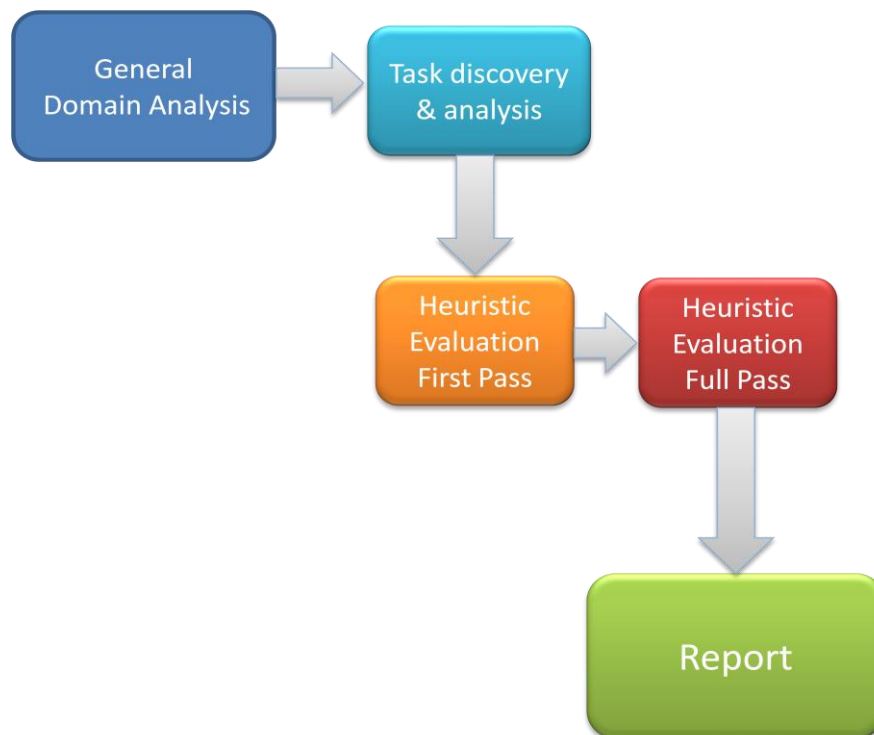 General
Domain Analysis
Task discovery
& analysis
Heuristic
Evaluation
First Pass
Heuristic
Evaluation
Full Pass
Report